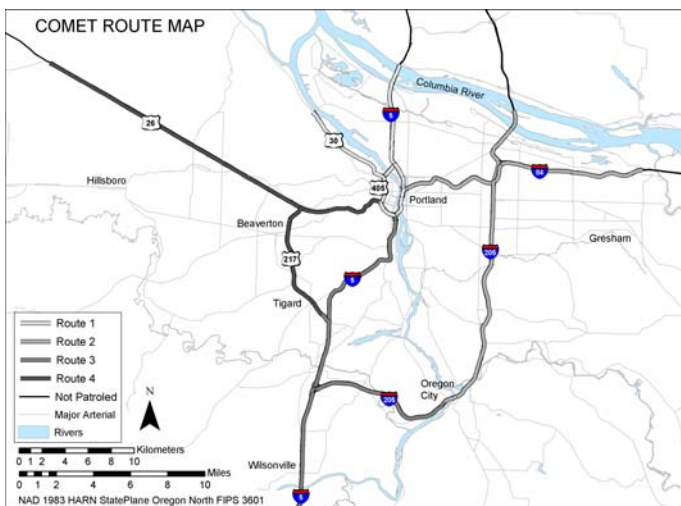 COMET ROUTE MAP
Columbia River
5
26
30
Hillsboro
405
Portland
84
Beaverton
Gresham
217
205
5
Tigard
Route 1
Route 2
Route 3
Route 4
Not Patroled
Major Arterial
Rivers
N
Oregon
City
205
Kilometers
0 1 2 4 6 8 10
Miles
0 1 2 4 6 8 10
Wilsonville
5
NAD 1983 HARN StatePlane Oregon North FIPS 3601